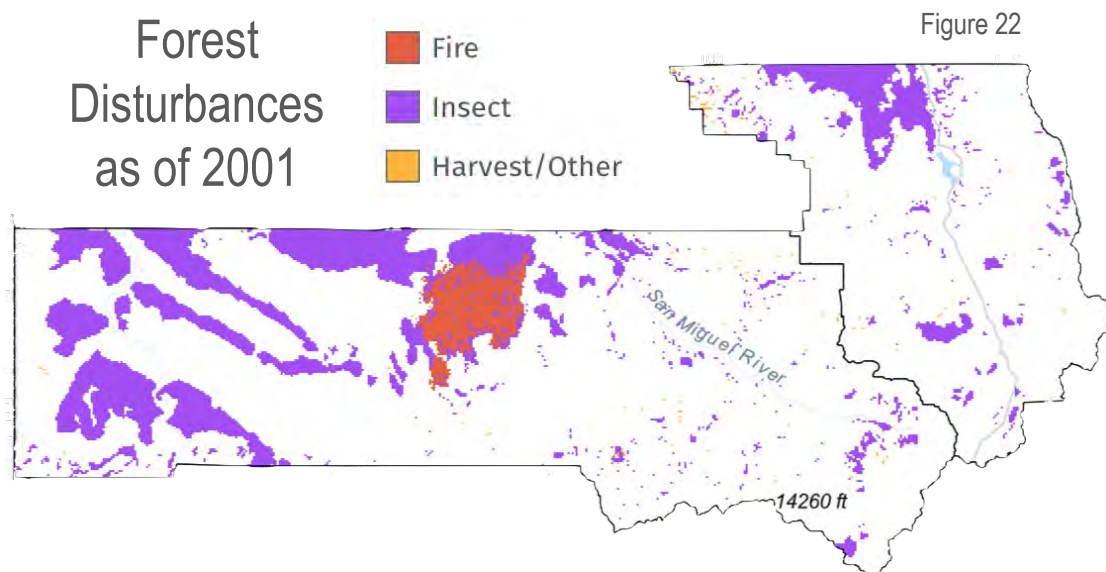 Forest
Disturbances
as of 2001
Fire
Insect
Harvest/Other
Figure 22
San Miguel River
14260 ft